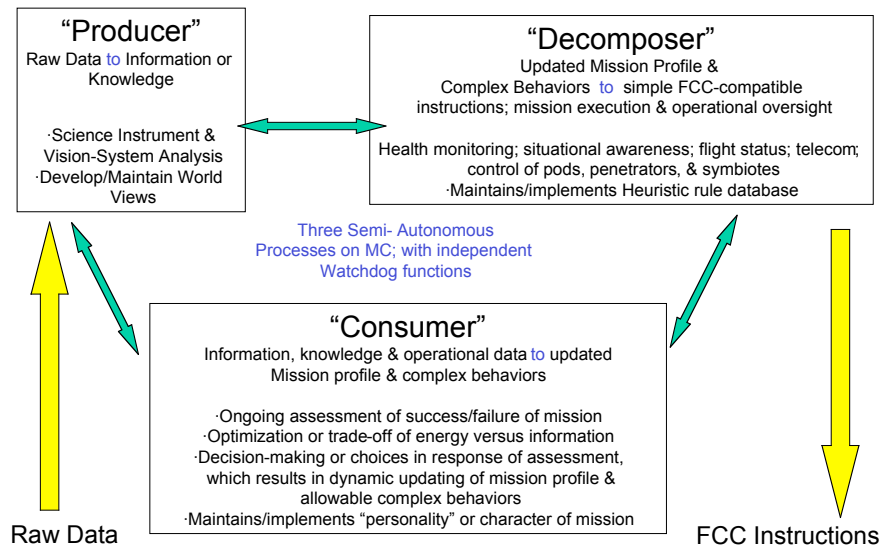 “Producer”
Raw Data to Information or
Knowledge
·Science Instrument &
Vision-System Analysis
·Develop/Maintain World
Views
“Decomposer”
Updated Mission Profile &
Complex Behaviors to simple FCC-compatible
instructions; mission execution & operational oversight
Health monitoring; situational awareness; flight status; telecom;
control of pods, penetrators, & symbiotes
·Maintains/implements Heuristic rule database
Three Semi- Autonomous
Processes on MC; with independent
Watchdog functions
“Consumer”
Information, knowledge & operational data to updated
Mission profile & complex behaviors
·Ongoing assessment of success/failure of mission
·Optimization or trade-off of energy versus information
·Decision-making or choices in response of assessment,
which results in dynamic updating of mission profile &
allowable complex behaviors
·Maintains/implements “personality” or character of mission
Raw Data
FCC Instructions